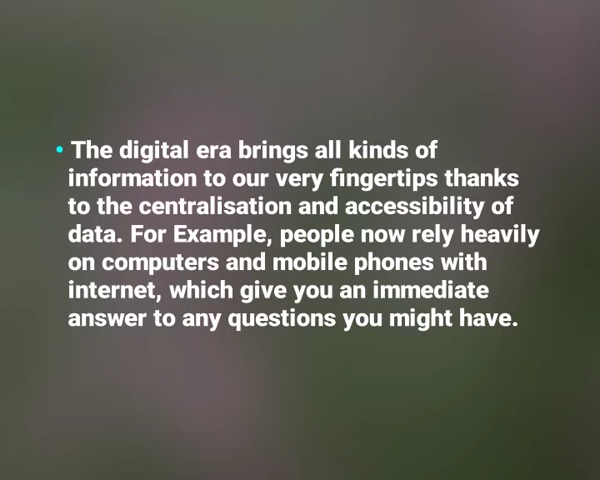 • The digital era brings all kinds of
information to our very fingertips thanks
to the centralisation and accessibility of
data. For Example, people now rely heavily
on computers and mobile phones with
internet, which give you an immediate
answer to any questions you might have.